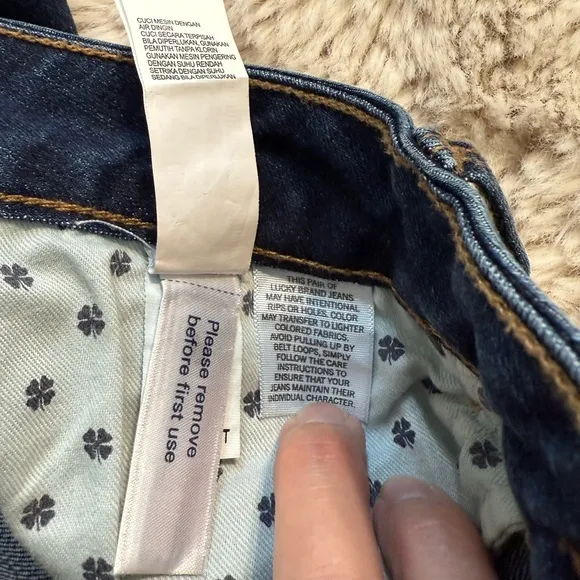 CUCI MESIN DENGAN
AIR DINGIN
CUCI SECARA TERPISAH
BILA DIPERLUKAN, GUNAKAN
PEMUTIH TANPA KLORIN
GUNAKAN MESIN PENGERING
DENGAN SUHU RENDAH
SETRIKA DENGAN SUHU
SEDANG BILA DIPERLUKAN
Please remove
before first use
T
THIS PAIR OF
LUCKY BRAND JEANS
MAY HAVE INTENTIONAL
RIPS OR HOLES. COLOR
MAY TRANSFER TO LIGHTER
COLORED FABRICS.
AVOID PULLING UP BY
BELT LOOPS, SIMPLY
FOLLOW THE CARE
INSTRUCTIONS TO
ENSURE THAT YOUR
JEANS MAINTAIN THEIR
INDIVIDUAL CHARACTER.